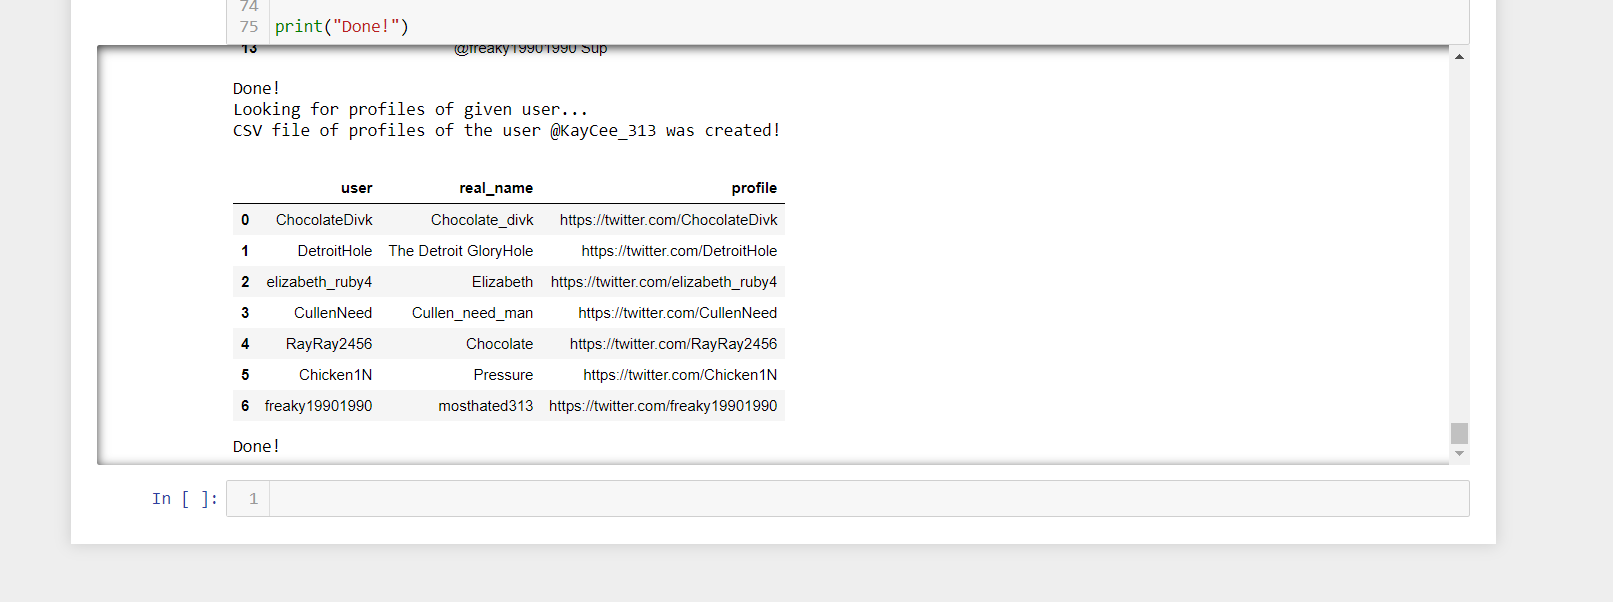 74
75 print("Done!")
13 @freaky19901990 Sup
Done!
Looking for profiles of given user...
CSV file of profiles of the user @KayCee_313 was created!
user real_name profile
0 ChocolateDivk Chocolate_divk https://twitter.com/ChocolateDivk
1 DetroitHole The Detroit GloryHole https://twitter.com/DetroitHole
2 elizabeth_ruby4 Elizabeth https://twitter.com/elizabeth_ruby4
3 CullenNeed Cullen_need_man https://twitter.com/CullenNeed
4 RayRay2456 Chocolate https://twitter.com/RayRay2456
5 Chicken1N Pressure https://twitter.com/Chicken1N
6 freaky19901990 mosthated313 https://twitter.com/freaky19901990
Done!
In [ ]: 1